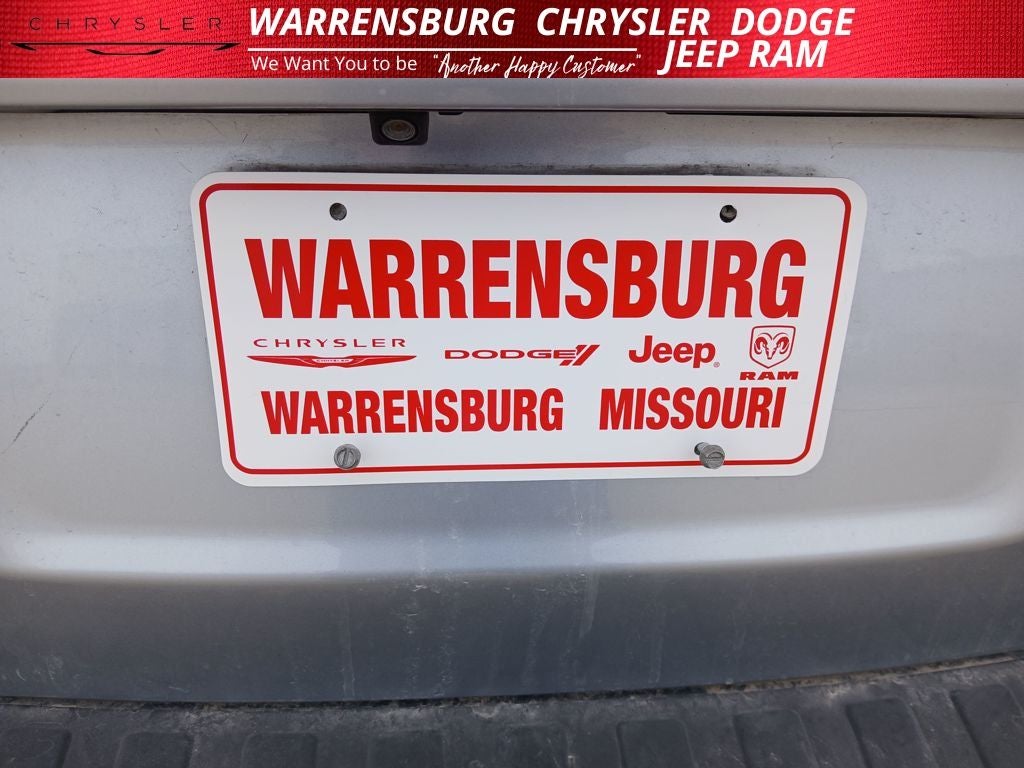 CHRYSLER
WARRENSBURG CHRYSLER DODGE
JEEP RAM
We Want You to be "Another Happy Customer"
WARRENSBURG
CHRYSLER DODGE Jeep® RAM
WARRENSBURG MISSOURI